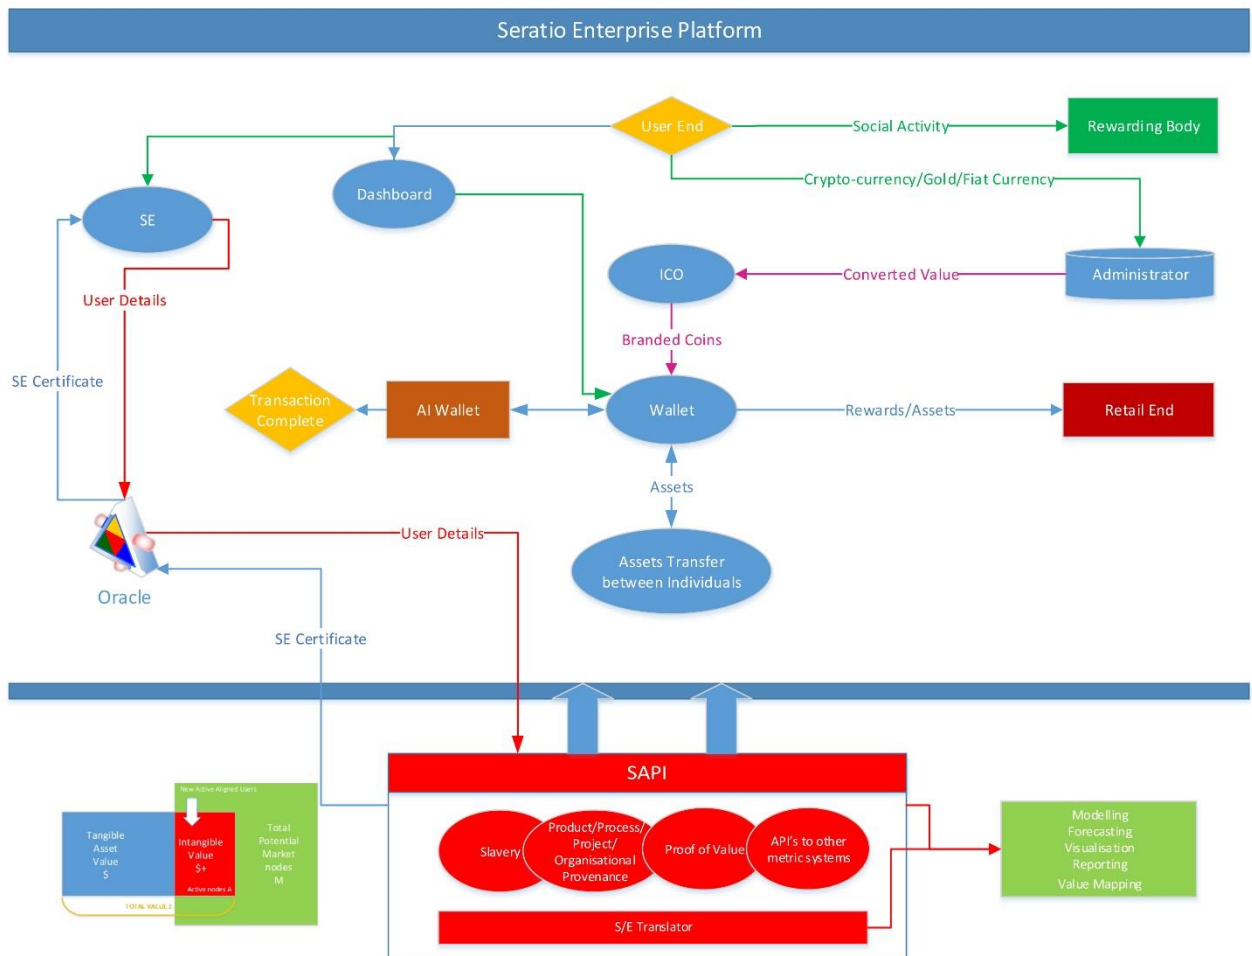 Seratio Enterprise Platform
User End
Social Activity
Rewarding Body
Dashboard
Crypto-currency/Gold/Fiat Currency
SE
User Details
ICO
Converted Value
Administrator
Branded Coins
SE Certificate
Transaction
Complete
AI Wallet
Wallet
Rewards/Assets
Retail End
Assets
User Details
Assets Transfer
between Individuals
Oracle
SE Certificate
SAPI
New Active Aligned Users
Tangible
Asset
Value
$
Intangible
Value
$+
Active nodes A
Total
Potential
Market
nodes
M
TOTAL VALUE
Slavery
Product/Process/
Project/
Organisational
Provenance
Proof of Value
API's to other
metric systems
S/E Translator
Modelling
Forecasting
Visualisation
Reporting
Value Mapping